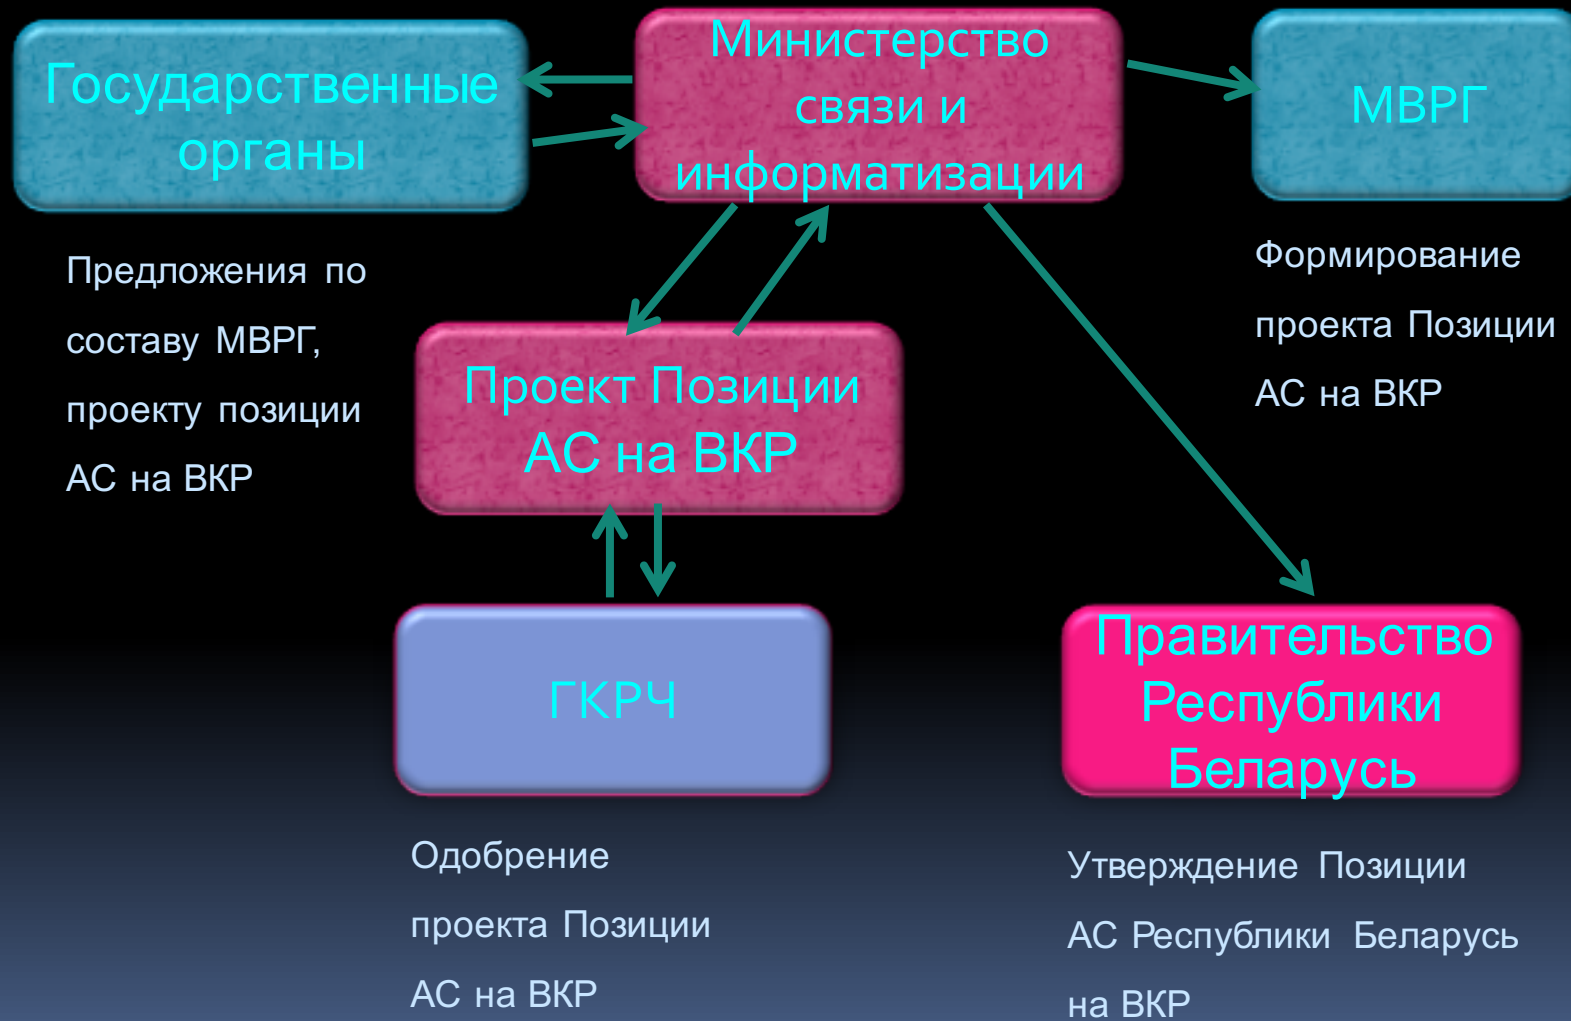 Государственные
органы
Министерство
связи и
информатизации
МВРГ
Предложения по
составу МВРГ,
проекту позиции
АС на ВКР
Формирование
проекта Позиции
АС на ВКР
Проект Позиции
АС на ВКР
ГКРЧ
Правительство
Республики
Беларусь
Одобрение
проекта Позиции
АС на ВКР
Утверждение Позиции
АС Республики Беларусь
на ВКР